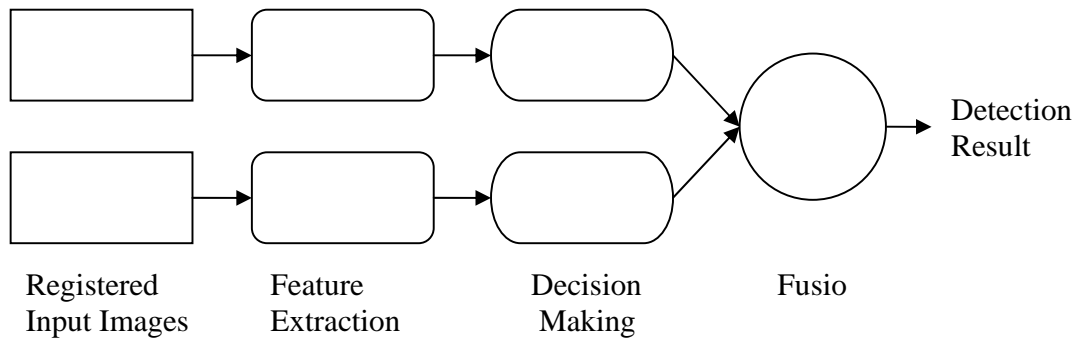 Detection
Result
Registered
Input Images
Feature
Extraction
Decision
Making
Fusio